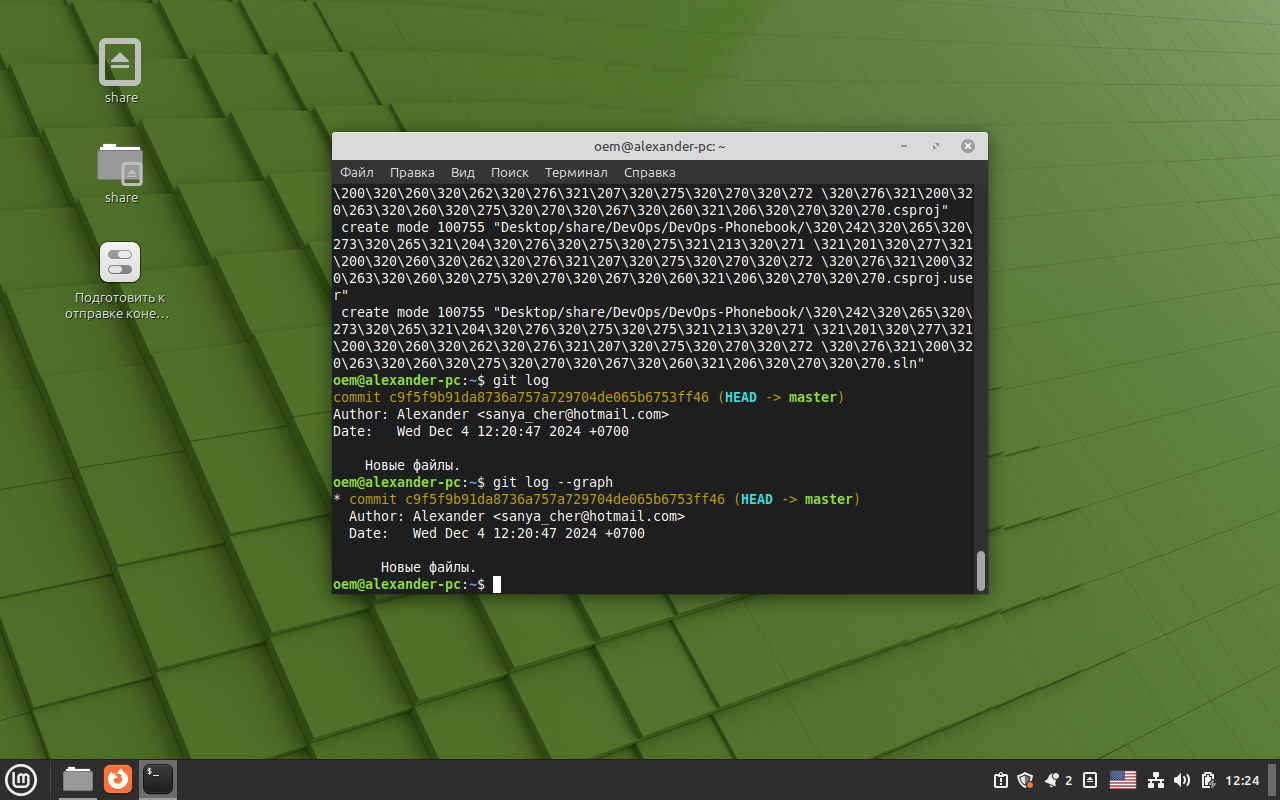 share
share
Подготовить к
отправке коне...
oem@alexander-pc: ~
Файл Правка Вид Поиск Терминал Справка
\200\320\260\320\262\320\276\321\207\320\275\320\270\320\272 \320\276\321\200\32
0\263\320\260\320\275\320\270\320\267\320\260\321\206\320\270\320\270.csproj"
 create mode 100755 "Desktop/share/DevOps/DevOps-Phonebook/\320\242\320\265\320\
273\320\265\321\204\320\276\320\275\320\275\321\213\320\271 \321\201\320\277\321
\200\320\260\320\262\320\276\321\207\320\275\320\270\320\272 \320\276\321\200\32
0\263\320\260\320\275\320\270\320\267\320\260\321\206\320\270\320\270.csproj.use
r"
 create mode 100755 "Desktop/share/DevOps/DevOps-Phonebook/\320\242\320\265\320\
273\320\265\321\204\320\276\320\275\320\275\321\213\320\271 \321\201\320\277\321
\200\320\260\320\262\320\276\321\207\320\275\320\270\320\272 \320\276\321\200\32
0\263\320\260\320\275\320\270\320\267\320\260\321\206\320\270\320\270.sln"
oem@alexander-pc:~$ git log
commit c9f5f9b91da8736a757a729704de065b6753ff46 (HEAD -> master)
Author: Alexander <sanya_cher@hotmail.com>
Date:   Wed Dec 4 12:20:47 2024 +0700
    Новые файлы.
oem@alexander-pc:~$ git log --graph
* commit c9f5f9b91da8736a757a729704de065b6753ff46 (HEAD -> master)
  Author: Alexander <sanya_cher@hotmail.com>
  Date:   Wed Dec 4 12:20:47 2024 +0700
      Новые файлы.
oem@alexander-pc:~$
2
12:24